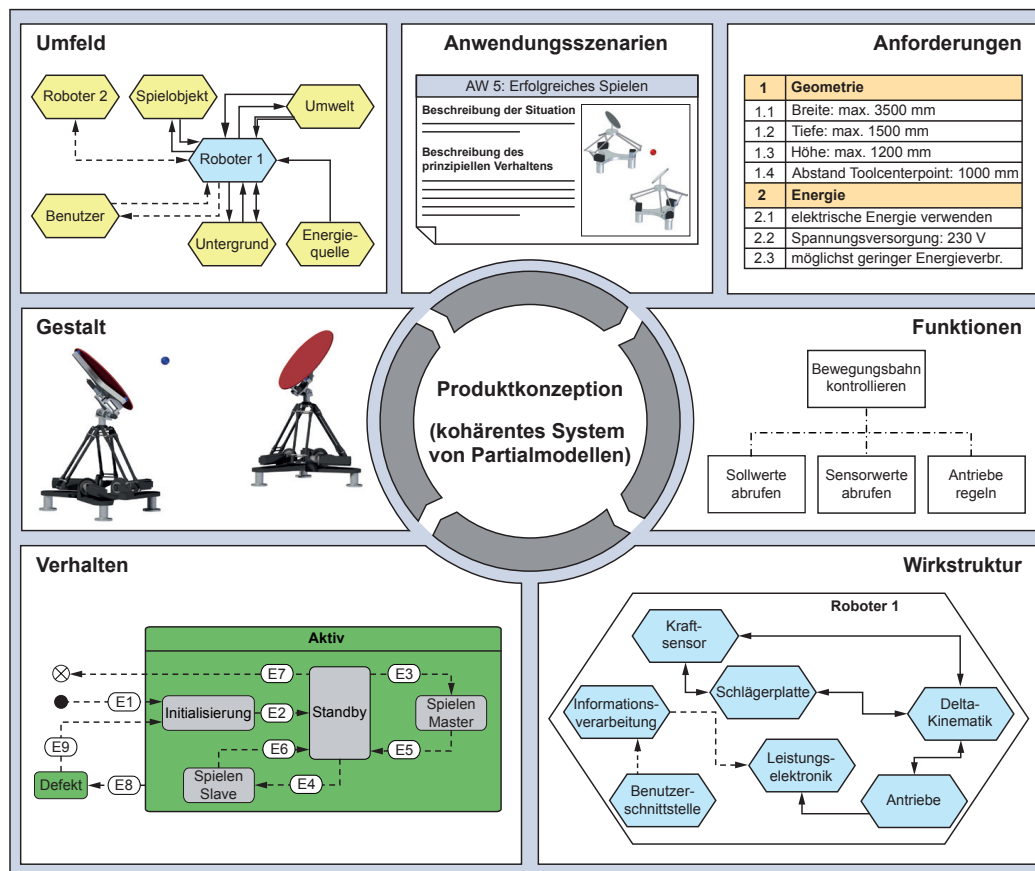 Umfeld
Roboter 2
Spielobjekt
Umwelt
Roboter 1
Benutzer
Untergrund
Energie-
quelle
Anwendungsszenarien
AW 5: Erfolgreiches Spielen
Beschreibung der Situation
Beschreibung des
prinzipiellen Verhaltens
Anforderungen
1 Geometrie
1.1 Breite: max. 3500 mm
1.2 Tiefe: max. 1500 mm
1.3 Höhe: max. 1200 mm
1.4 Abstand Toolcenterpoint: 1000 mm
2 Energie
2.1 elektrische Energie verwenden
2.2 Spannungsversorgung: 230 V
2.3 möglichst geringer Energieverbr.
Gestalt
Produktkonzeption
(kohärentes System
von Partialmodellen)
Funktionen
Bewegungsbahn
kontrollieren
Sollwerte
abrufen
Sensorwerte
abrufen
Antriebe
regeln
Verhalten
Aktiv
E7
E3
E1
Initialisierung
E2
Standby
Spielen
Master
E9
E6
E5
Defekt
E8
Spielen
Slave
E4
Wirkstruktur
Roboter 1
Kraft-
sensor
Schlägerplatte
Informations-
verarbeitung
Delta-
Kinematik
Leistungs-
elektronik
Benutzer-
schnittstelle
Antriebe